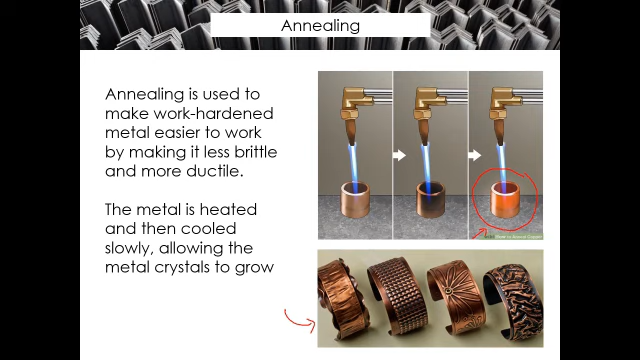 Annealing
Annealing is used to
make work-hardened
metal easier to work
by making it less brittle
and more ductile.
The metal is heated
and then cooled
slowly, allowing the
metal crystals to grow